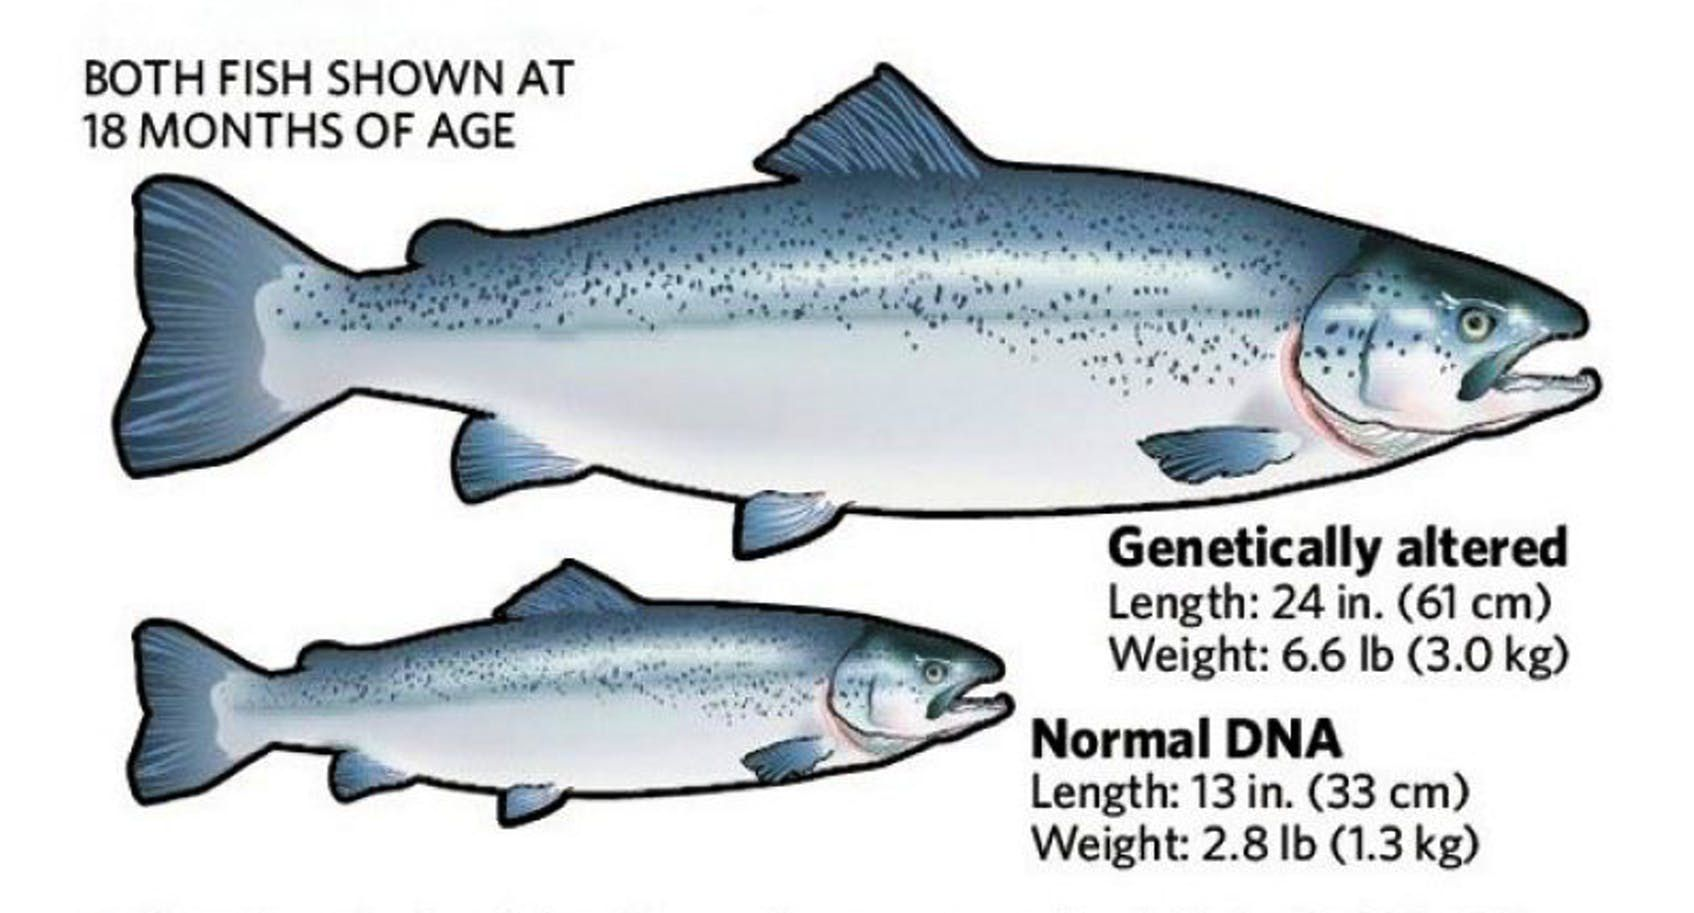 BOTH FISH SHOWN AT
18 MONTHS OF AGE
Genetically altered
Length: 24 in. (61 cm)
Weight: 6.6 lb (3.0 kg)
Normal DNA
Length: 13 in. (33 cm)
Weight: 2.8 lb (1.3 kg)